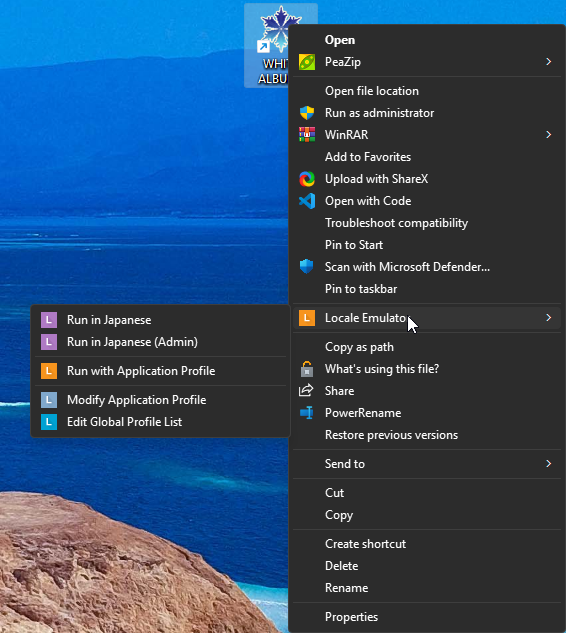 WHIT
ALBU
Open
PeaZip
Open file location
Run as administrator
WinRAR
Add to Favorites
Upload with ShareX
Open with Code
Troubleshoot compatibility
Pin to Start
Scan with Microsoft Defender...
Pin to taskbar
Locale Emulato
Copy as path
What's using this file?
Share
PowerRename
Restore previous versions
Send to
Cut
Copy
Create shortcut
Delete
Rename
Properties
L Run in Japanese
L Run in Japanese (Admin)
L Run with Application Profile
L Modify Application Profile
L Edit Global Profile List